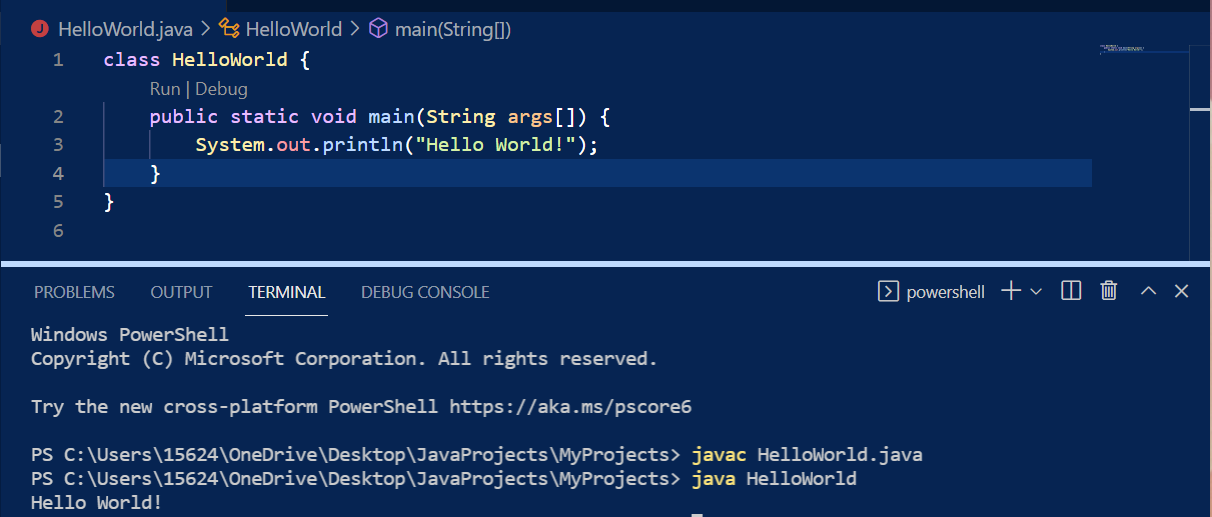 J HelloWorld.java > HelloWorld > main(String[])
1 class HelloWorld {
Run | Debug
2 public static void main(String args[]) {
3 System.out.println("Hello World!");
4 }
5 }
6
PROBLEMS OUTPUT TERMINAL DEBUG CONSOLE powershell
Windows PowerShell
Copyright (C) Microsoft Corporation. All rights reserved.
Try the new cross-platform PowerShell https://aka.ms/pscore6
PS C:\Users\15624\OneDrive\Desktop\JavaProjects\MyProjects> javac HelloWorld.java
PS C:\Users\15624\OneDrive\Desktop\JavaProjects\MyProjects> java HelloWorld
Hello World!